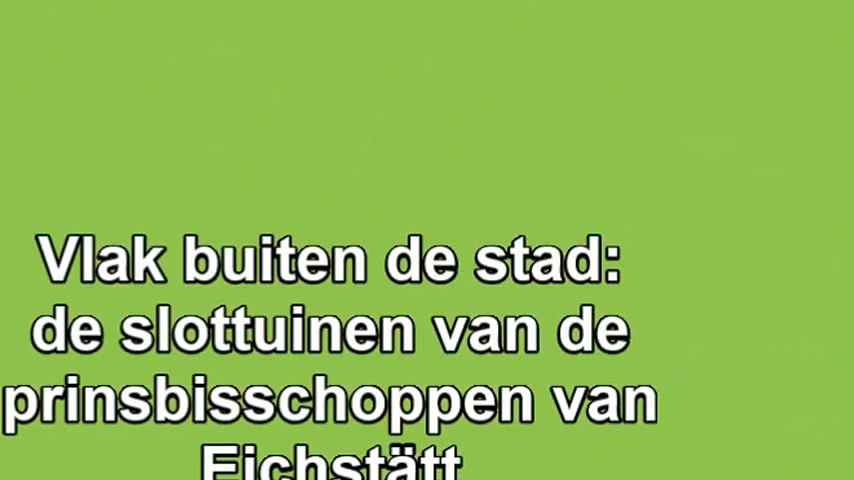 Vlak buiten de stad:
de slottuinen van de
prinsbisschoppen van
Eichstätt